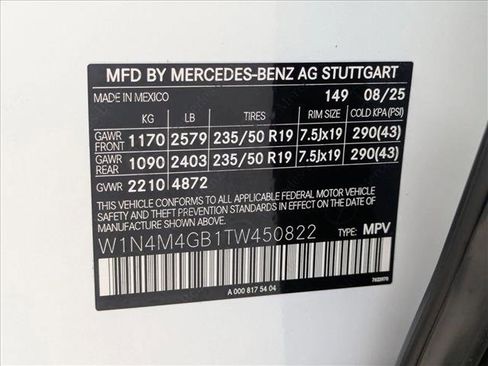 MFD BY MERCEDES-BENZ AG STUTTGART
MADE IN MEXICO 149 08/25
KG LB TIRES RIM SIZE COLD KPA (PSI)
GAWR FRONT 1170 2579 235/50 R19 7.5Jx19 290(43)
GAWR REAR 1090 2403 235/50 R19 7.5Jx19 290(43)
GVWR 2210 4872
THIS VEHICLE CONFORMS TO ALL APPLICABLE FEDERAL MOTOR VEHICLE
SAFETY, BUMPER, AND THEFT PREVENTION STANDARDS IN EFFECT ON THE DATE
OF MANUFACTURE SHOWN ABOVE.
W1N4M4GB1TW450822 TYPE: MPV
A 000 817 54 04